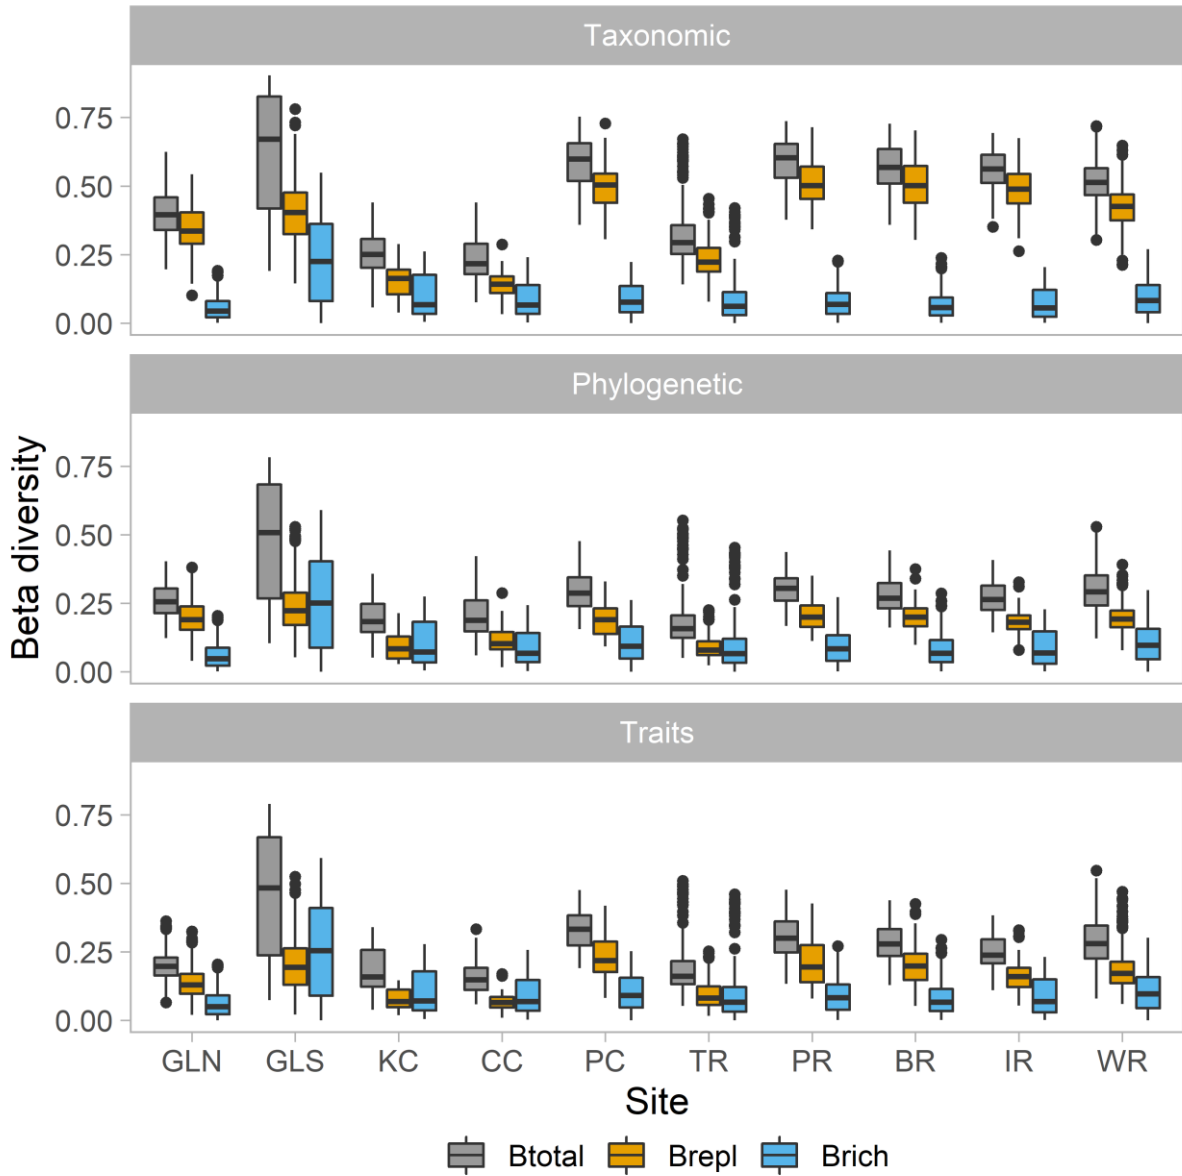 Taxonomic
0.75
0.50
0.25
0.00
Phylogenetic
0.75
0.50
0.25
0.00
Beta diversity
Traits
0.75
0.50
0.25
0.00
GLN GLS KC CC PC TR PR BR IR WR
Site
Btotal Brepl Brich